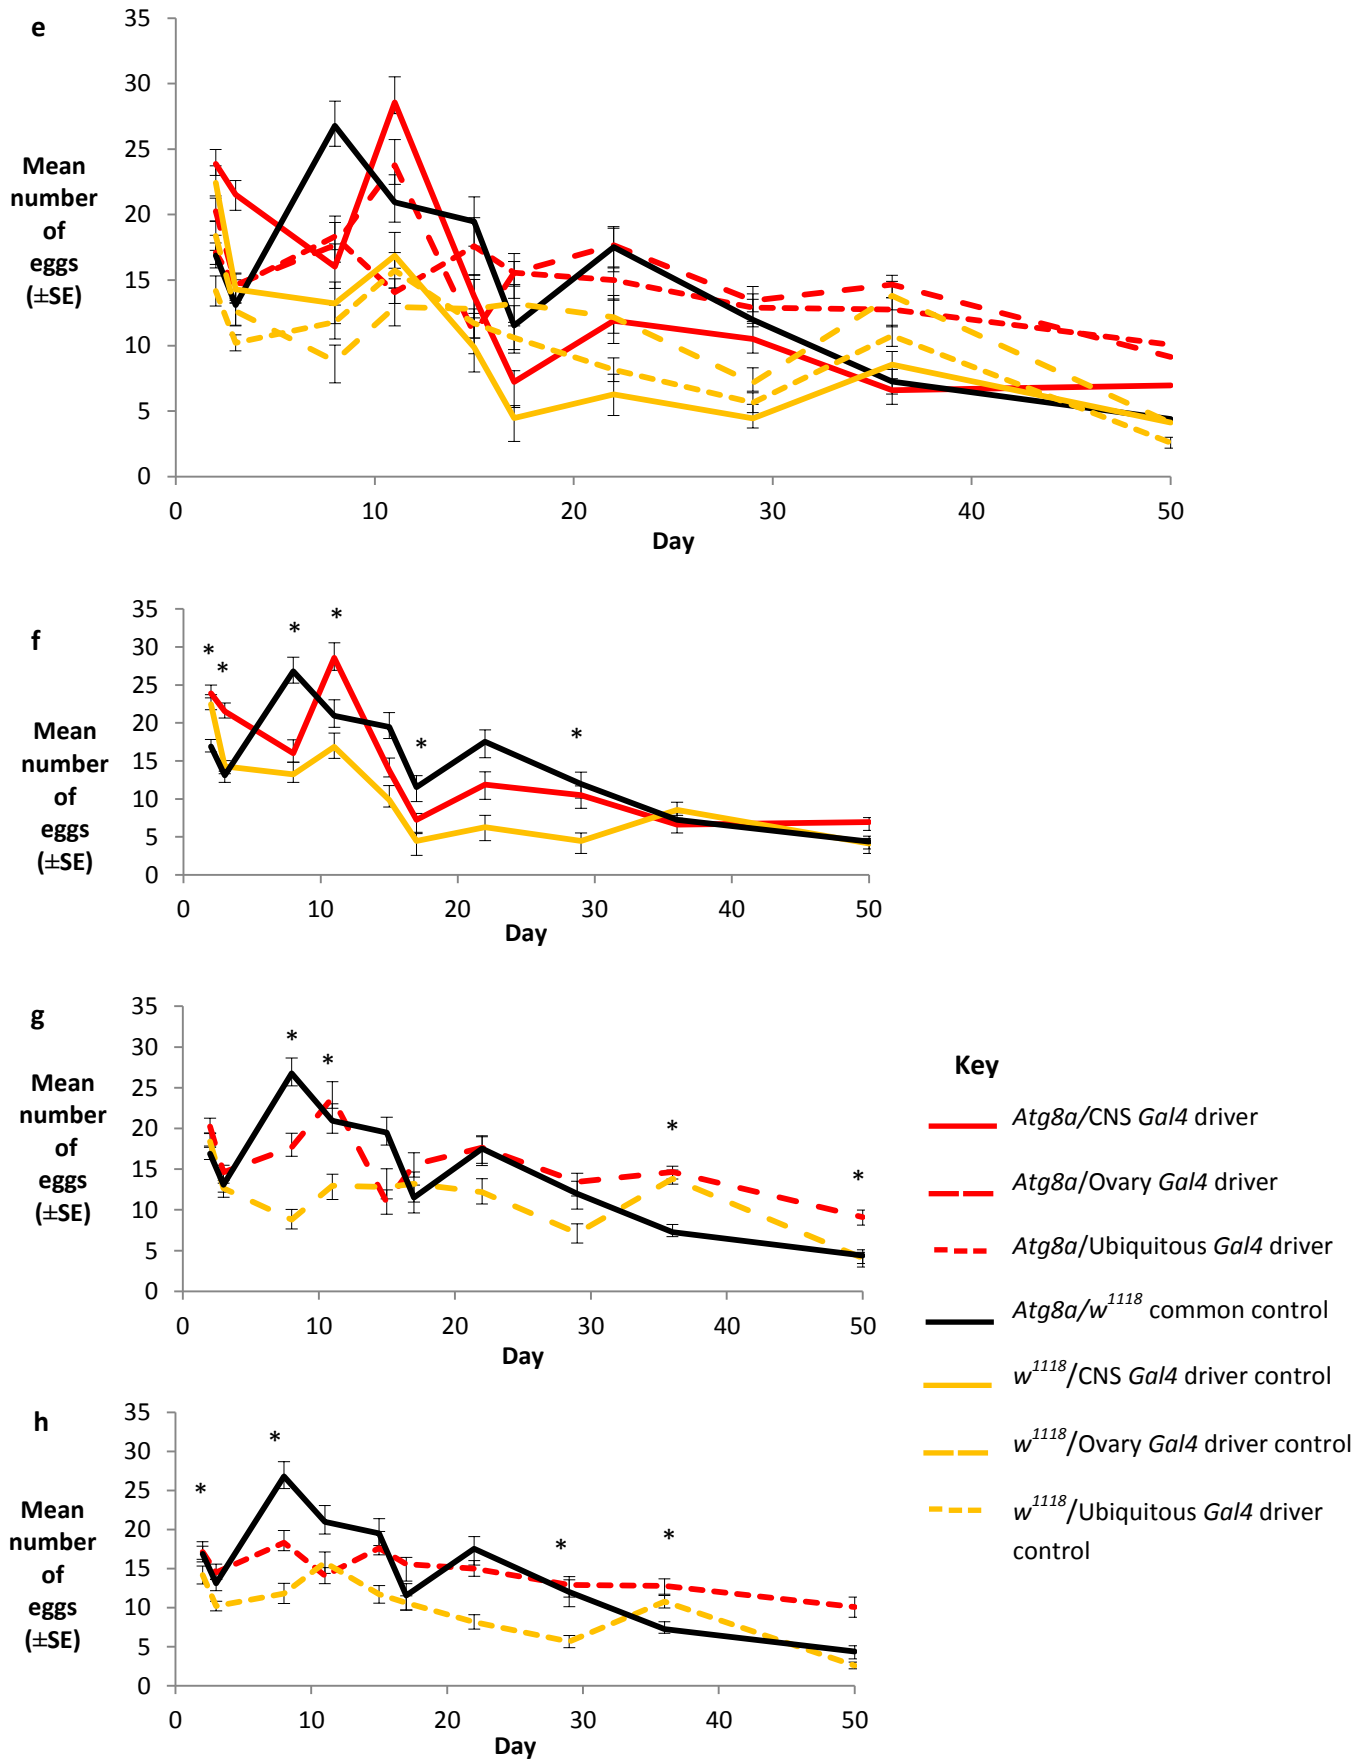 e
35
30
25
20
15
10
5
0
Mean
number
of
eggs
(±SE)
0 10 20 30 40 50
Day
f
35
30
25
20
15
10
5
0
Mean
number
of
eggs
(±SE)
* * * * * *
0 10 20 30 40 50
Day
g
35
30
25
20
15
10
5
0
Mean
number
of
eggs
(±SE)
* * * *
0 10 20 30 40 50
Day
h
35
30
25
20
15
10
5
0
Mean
number
of
eggs
(±SE)
* * * *
0 10 20 30 40 50
Day
Key
Atg8a/CNS Gal4 driver
Atg8a/Ovary Gal4 driver
Atg8a/Ubiquitous Gal4 driver
Atg8a/w¹¹¹⁸ common control
w¹¹¹⁸/CNS Gal4 driver control
w¹¹¹⁸/Ovary Gal4 driver control
w¹¹¹⁸/Ubiquitous Gal4 driver
control